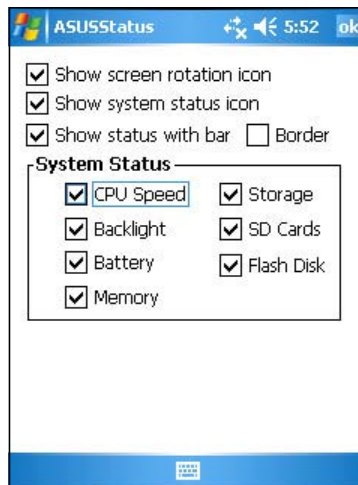 ASUSStatus 5:52 ok
Show screen rotation icon
Show system status icon
Show status with bar Border
System Status
CPU Speed Storage
Backlight SD Cards
Battery Flash Disk
Memory